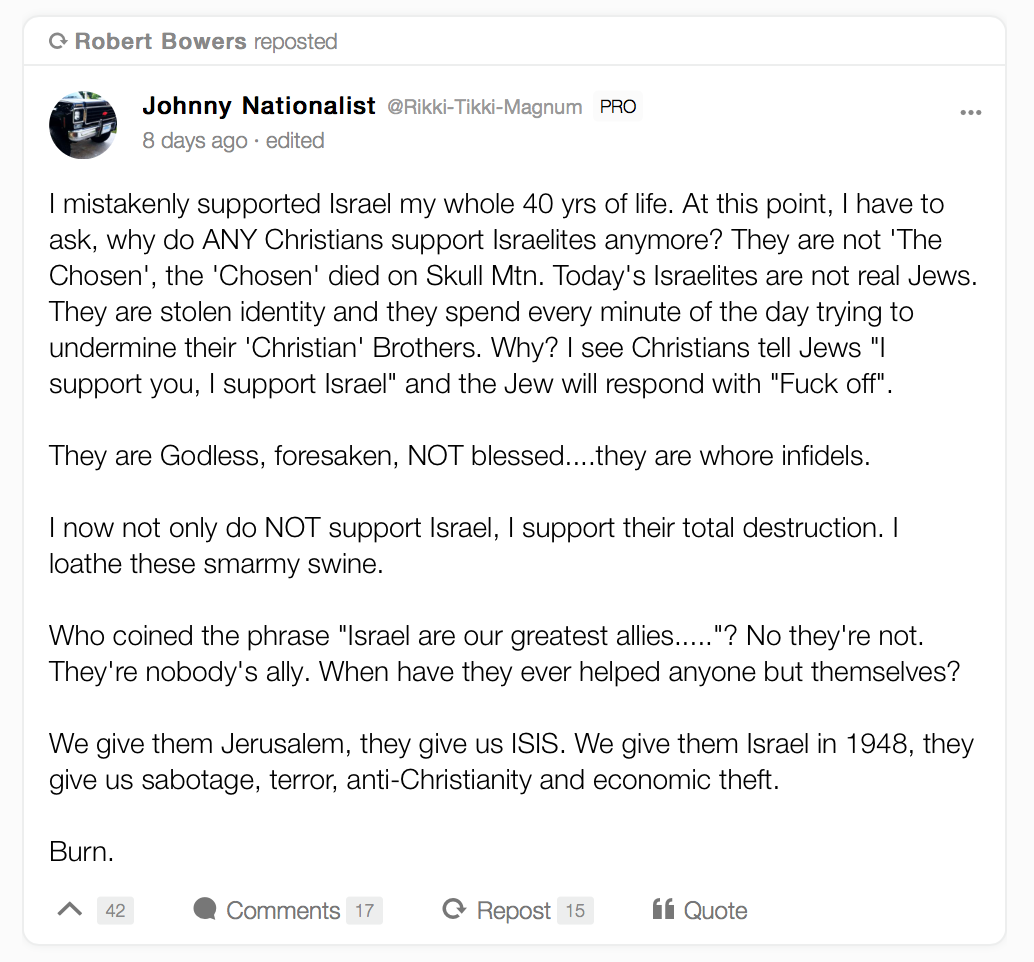 Robert Bowers reposted
Johnny Nationalist @Rikki-Tikki-Magnum PRO
8 days ago · edited
I mistakenly supported Israel my whole 40 yrs of life. At this point, I have to
ask, why do ANY Christians support Israelites anymore? They are not 'The
Chosen', the 'Chosen' died on Skull Mtn. Today's Israelites are not real Jews.
They are stolen identity and they spend every minute of the day trying to
undermine their 'Christian' Brothers. Why? I see Christians tell Jews "I
support you, I support Israel" and the Jew will respond with "Fuck off".
They are Godless, foresaken, NOT blessed....they are whore infidels.
I now not only do NOT support Israel, I support their total destruction. I
loathe these smarmy swine.
Who coined the phrase "Israel are our greatest allies....."? No they're not.
They're nobody's ally. When have they ever helped anyone but themselves?
We give them Jerusalem, they give us ISIS. We give them Israel in 1948, they
give us sabotage, terror, anti-Christianity and economic theft.
Burn.
42 Comments 17 Repost 15 Quote